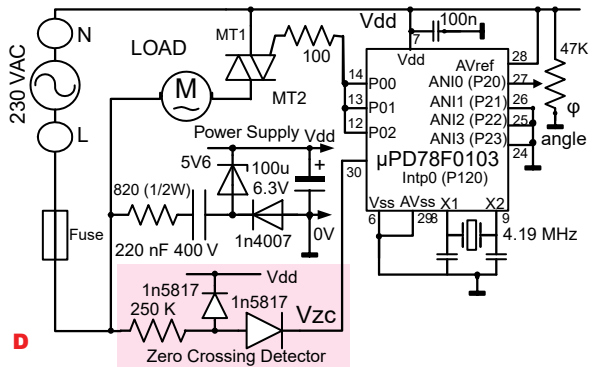 N
230 VAC
L
LOAD
M
MT1
MT2
100
Vdd
100n
7
Vdd
28
AVref
ANI0 (P20)
27
47K
φ
angle
ANI1 (P21)
26
ANI2 (P22)
25
ANI3 (P23)
24
14
P00
13
P01
12
P02
µPD78F0103
30
Intp0 (P120)
Vss
AVss
X1
X2
6
29
8
9
4.19 MHz
Power Supply
Vdd
5V6
100u
6.3V
+
820 (1/2W)
1n4007
0V
220 nF 400 V
Fuse
Vdd
1n5817
1n5817
250 K
Vzc
Zero Crossing Detector
D